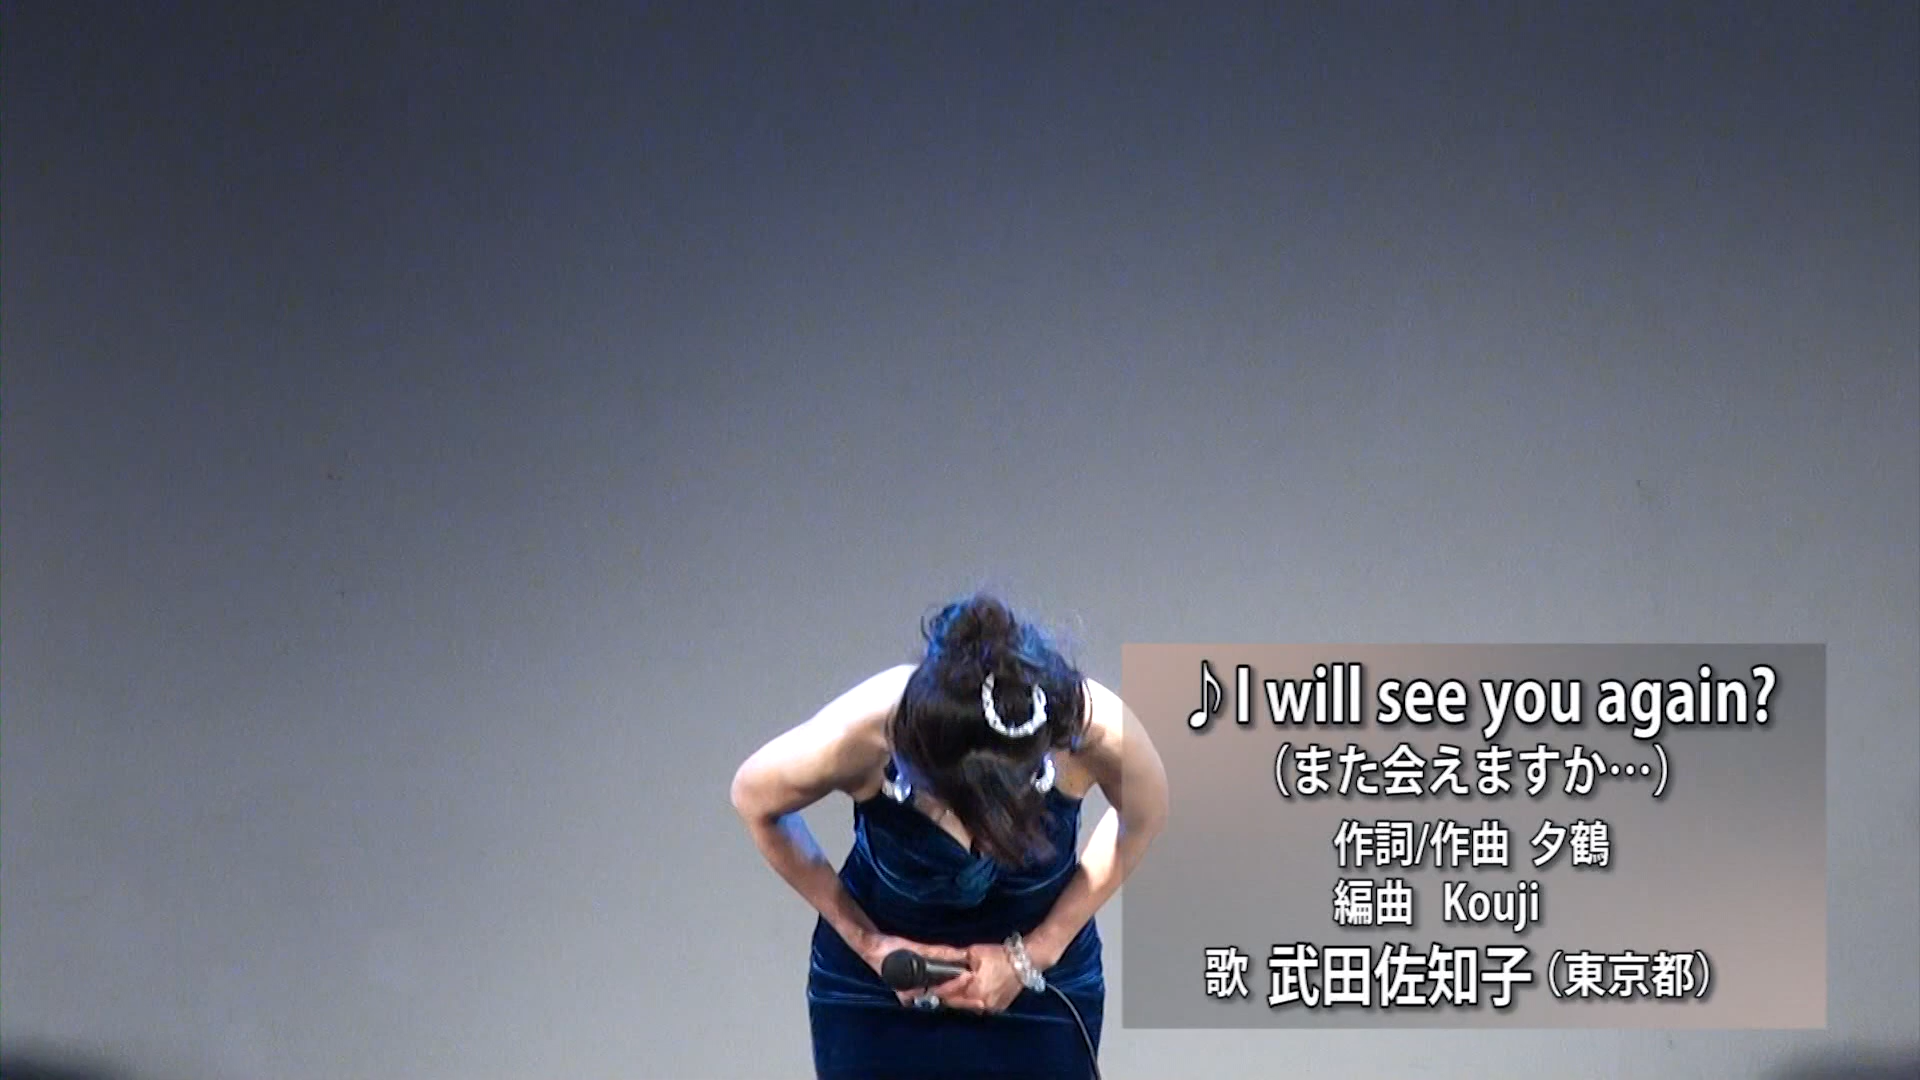 ♪I will see you again?
(また会えますか…)
作詞/作曲 夕鶴
編曲 Kouji
歌 武田佐知子(東京都)